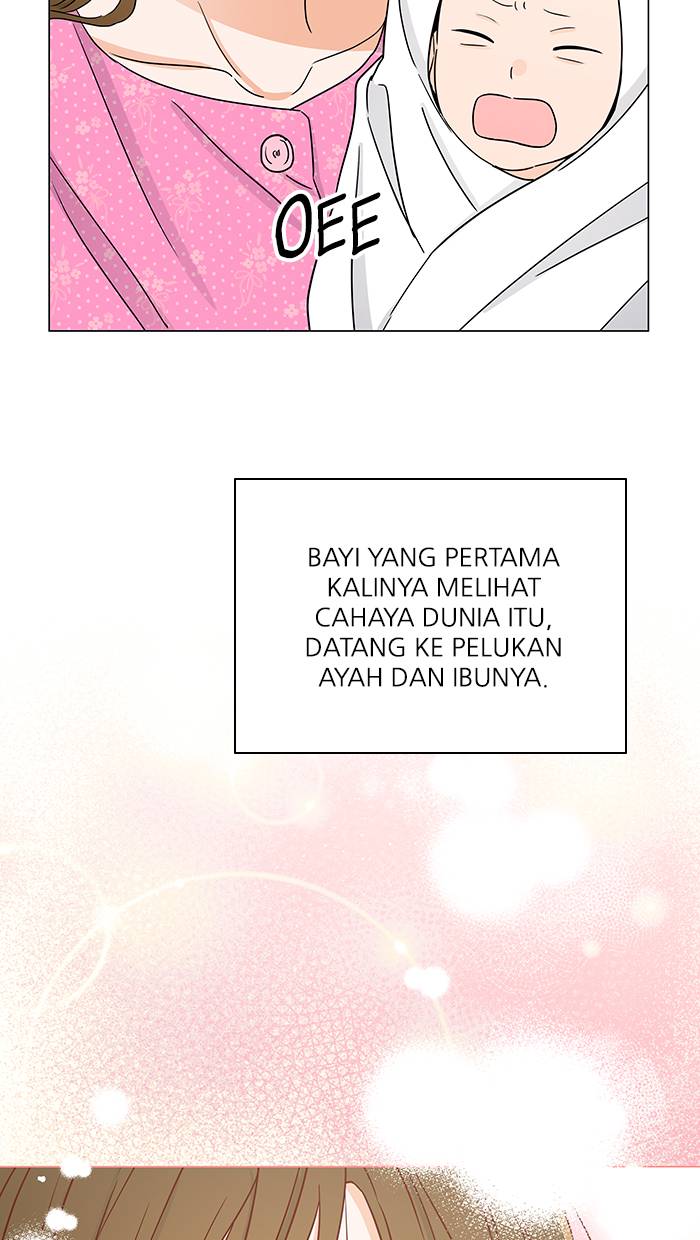 OEE
BAYI YANG PERTAMA
KALINYA MELIHAT
CAHAYA DUNIA ITU,
DATANG KE PELUKAN
AYAH DAN IBUNYA.